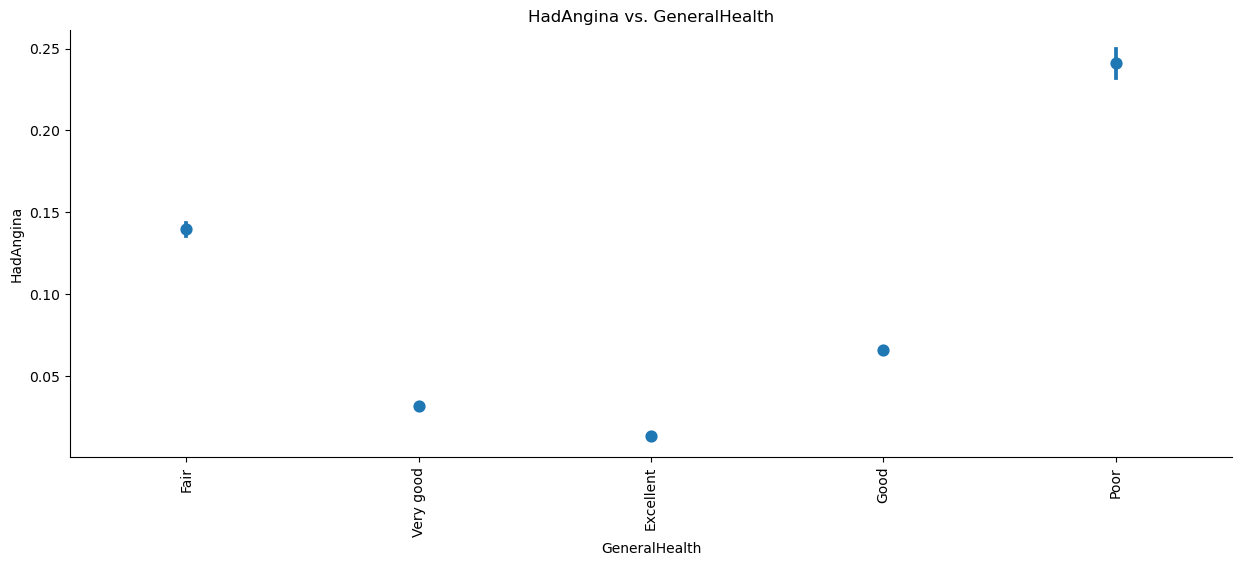 HadAngina vs. GeneralHealth
0.25
0.20
0.15
0.10
0.05
HadAngina
Fair
Very good
Excellent
Good
Poor
GeneralHealth